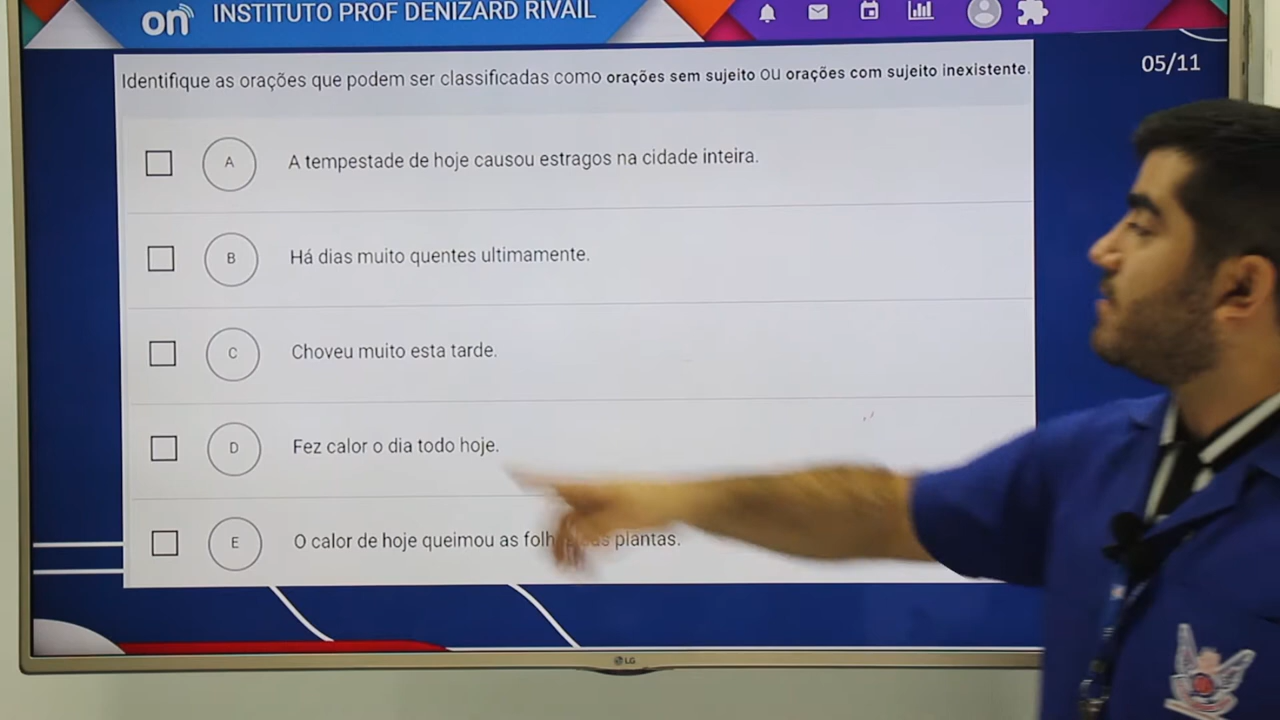 on INSTITUTO PROF DENIZARD RIVAIL
05/11
Identifique as orações que podem ser classificadas como orações sem sujeito ou orações com sujeito inexistente.
A A tempestade de hoje causou estragos na cidade inteira.
B Há dias muito quentes ultimamente.
C Choveu muito esta tarde.
D Fez calor o dia todo hoje.
E O calor de hoje queimou as plantas.
LG